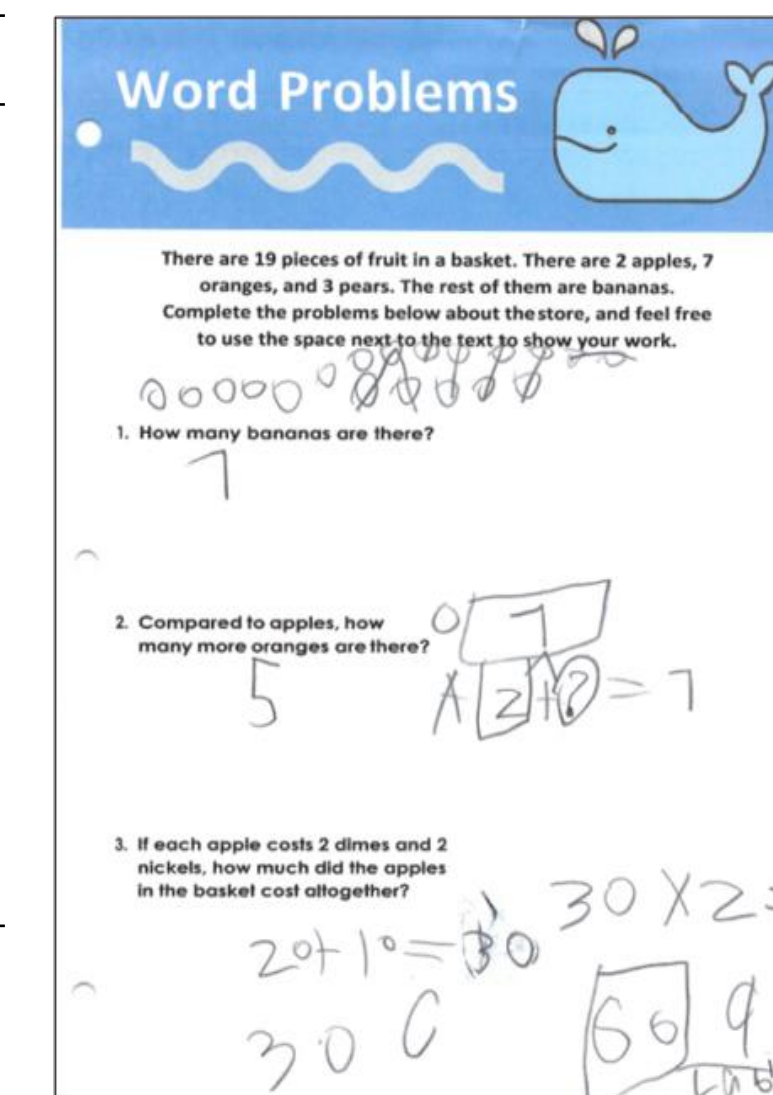 Word Problems
There are 19 pieces of fruit in a basket. There are 2 apples, 7
oranges, and 3 pears. The rest of them are bananas.
Complete the problems below about the store, and feel free
to use the space next to the text to show your work.
1. How many bananas are there?
7
2. Compared to apples, how
many more oranges are there?
5
O 7
A 2+? = 7
3. If each apple costs 2 dimes and 2
nickels, how much did the apples
in the basket cost altogether?
20+10=30
30 X 2=
30 C
60